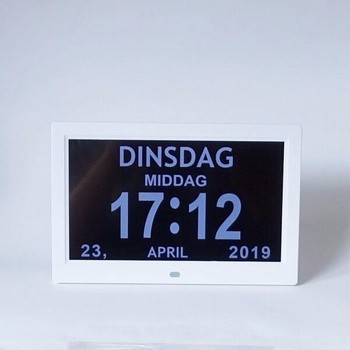 DINSDAG
MIDDAG
17:12
23, APRIL 2019